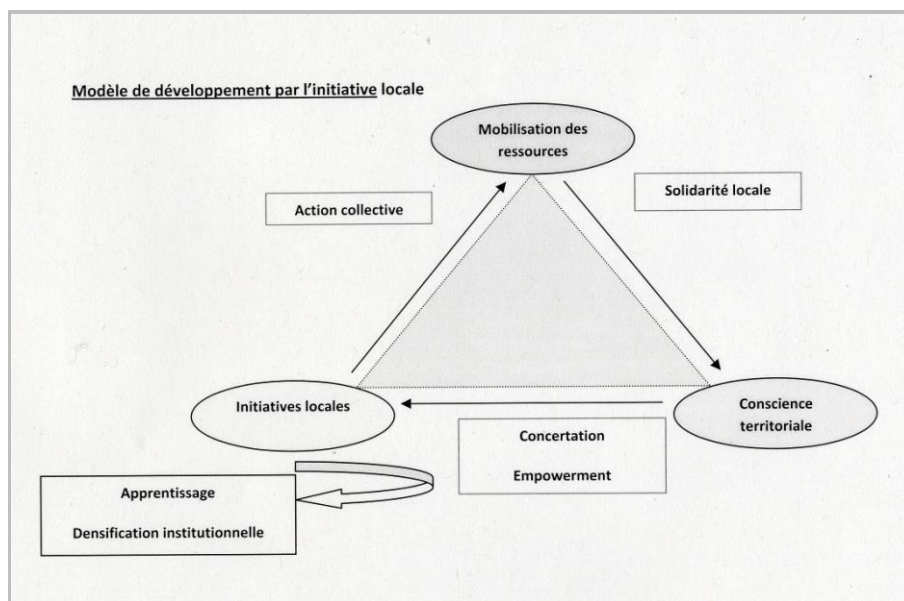 Modèle de développement par l'initiative locale
Mobilisation des
ressources
Action collective
Solidarité locale
Initiatives locales
Conscience
territoriale
Concertation
Empowerment
Apprentissage
Densification institutionnelle